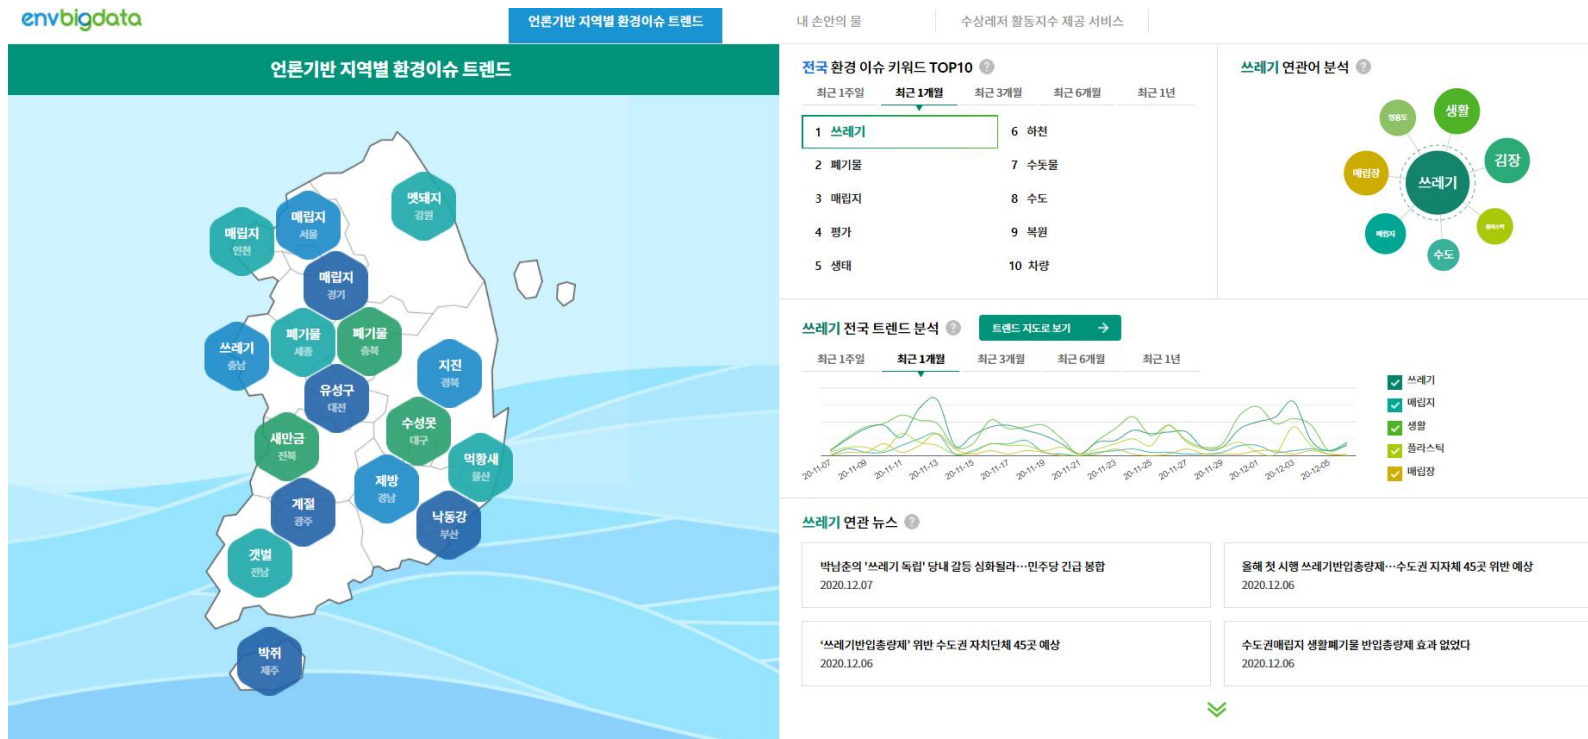 envbigdata
언론기반 지역별 환경이슈 트렌드
내 손안의 물
수상레저 활동지수 제공 서비스
언론기반 지역별 환경이슈 트렌드
멧돼지
강원
매립지
서울
매립지
인천
매립지
경기
폐기물
세종
폐기물
충북
쓰레기
충남
지진
경북
유성구
대전
수성못
대구
새만금
전북
먹황새
울산
제방
경남
계절
광주
낙동강
부산
갯벌
전남
박쥐
제주
전국 환경 이슈 키워드 TOP10 ?
최근 1주일 최근 1개월 최근 3개월 최근 6개월 최근 1년
1 쓰레기
2 폐기물
3 매립지
4 평가
5 생태
6 하천
7 수돗물
8 수도
9 복원
10 차량
쓰레기 연관어 분석 ?
영흥도
생활
매립장
김장
쓰레기
매립지
플라스틱
수도
쓰레기 전국 트렌드 분석 ?
트렌드 지도로 보기 →
최근 1주일 최근 1개월 최근 3개월 최근 6개월 최근 1년
쓰레기
매립지
생활
플라스틱
매립장
20-11-07 20-11-09 20-11-11 20-11-13 20-11-15 20-11-17 20-11-19 20-11-21 20-11-23 20-11-25 20-11-27 20-11-29 20-12-01 20-12-03 20-12-05
쓰레기 연관 뉴스 ?
박남춘의 '쓰레기 독립' 당내 갈등 심화될라…민주당 긴급 봉합
2020.12.07
올해 첫 시행 쓰레기반입총량제…수도권 지자체 45곳 위반 예상
2020.12.06
‘쓰레기반입총량제’ 위반 수도권 자치단체 45곳 예상
2020.12.06
수도권매립지 생활폐기물 반입총량제 효과 없었다
2020.12.06